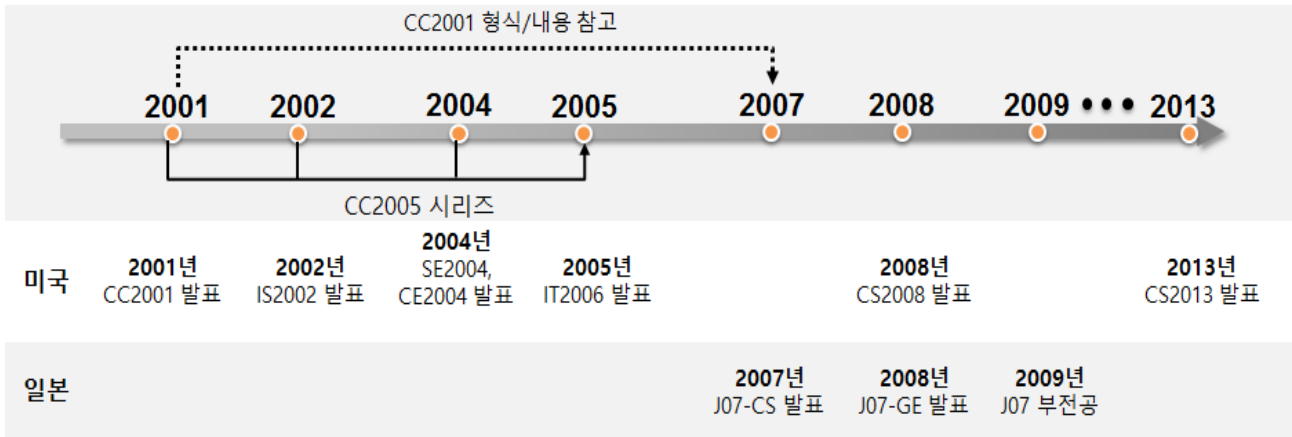 CC2001 형식/내용 참고
2001 2002 2004 2005 2007 2008 2009 ••• 2013
CC2005 시리즈
미국
2001년
CC2001 발표
2002년
IS2002 발표
2004년
SE2004,
CE2004 발표
2005년
IT2006 발표
2008년
CS2008 발표
2013년
CS2013 발표
일본
2007년
J07-CS 발표
2008년
J07-GE 발표
2009년
J07 부전공